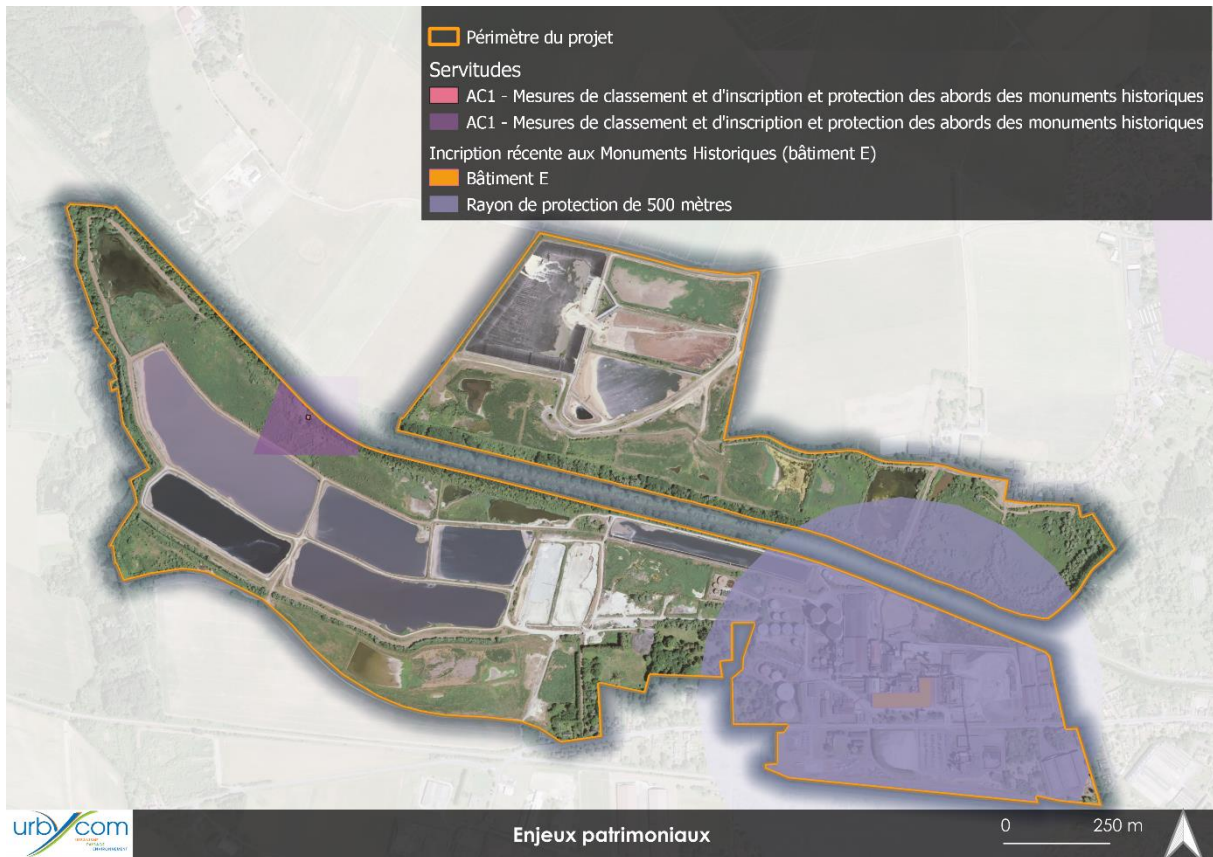 Périmètre du projet
Servitudes
AC1 - Mesures de classement et d'inscription et protection des abords des monuments historiques
AC1 - Mesures de classement et d'inscription et protection des abords des monuments historiques
Incription récente aux Monuments Historiques (bâtiment E)
Bâtiment E
Rayon de protection de 500 mètres
urbycom
ENVIRONNEMENT
Enjeux patrimoniaux
0 250 m